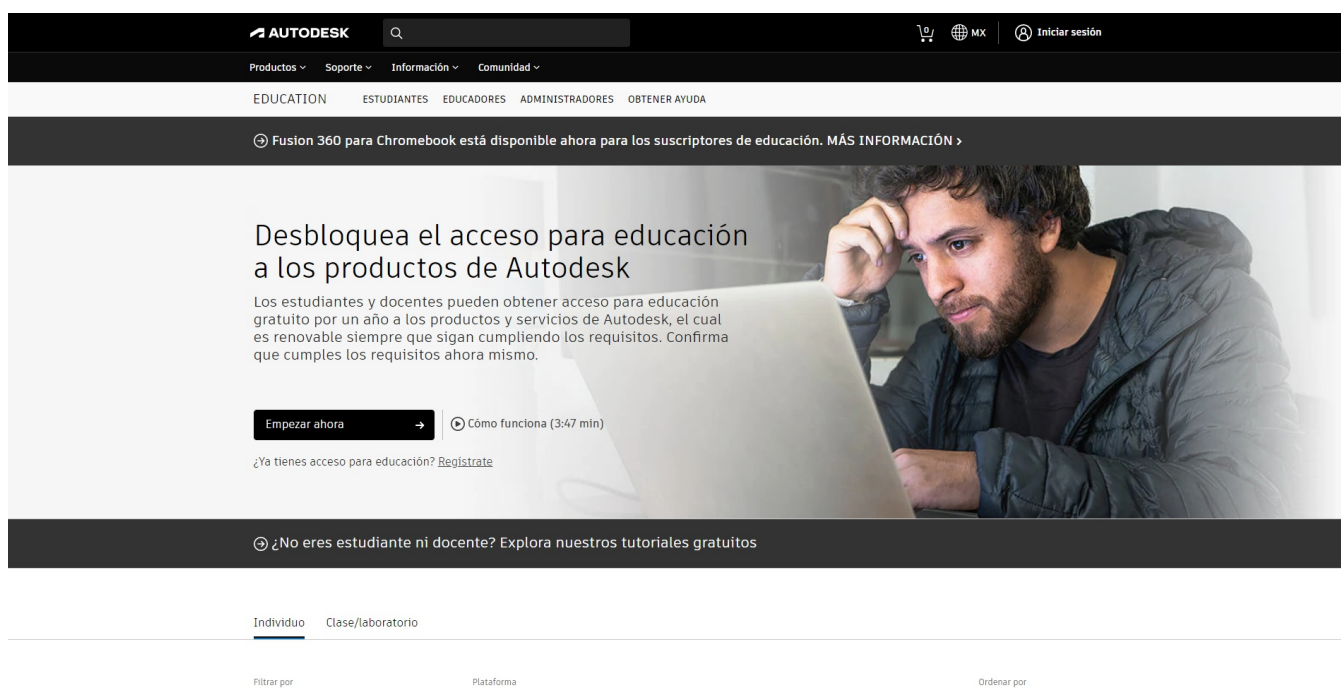 AUTODESK
0
MX
Iniciar sesión
Productos
Soporte
Información
Comunidad
EDUCATION
ESTUDIANTES
EDUCADORES
ADMINISTRADORES
OBTENER AYUDA
Fusion 360 para Chromebook está disponible ahora para los suscriptores de educación. MÁS INFORMACIÓN >
Desbloquea el acceso para educación
a los productos de Autodesk
Los estudiantes y docentes pueden obtener acceso para educación
gratuito por un año a los productos y servicios de Autodesk, el cual
es renovable siempre que sigan cumpliendo los requisitos. Confirma
que cumples los requisitos ahora mismo.
Empezar ahora
Cómo funciona (3:47 min)
¿Ya tienes acceso para educación? Regístrate
¿No eres estudiante ni docente? Explora nuestros tutoriales gratuitos
Individuo
Clase/laboratorio
Filtrar por
Plataforma
Ordenar por